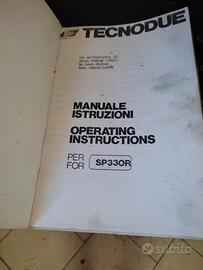 TECNODUE
MANUALE
ISTRUZIONI
OPERATING
INSTRUCTIONS
PER
FOR
SP330R
subito